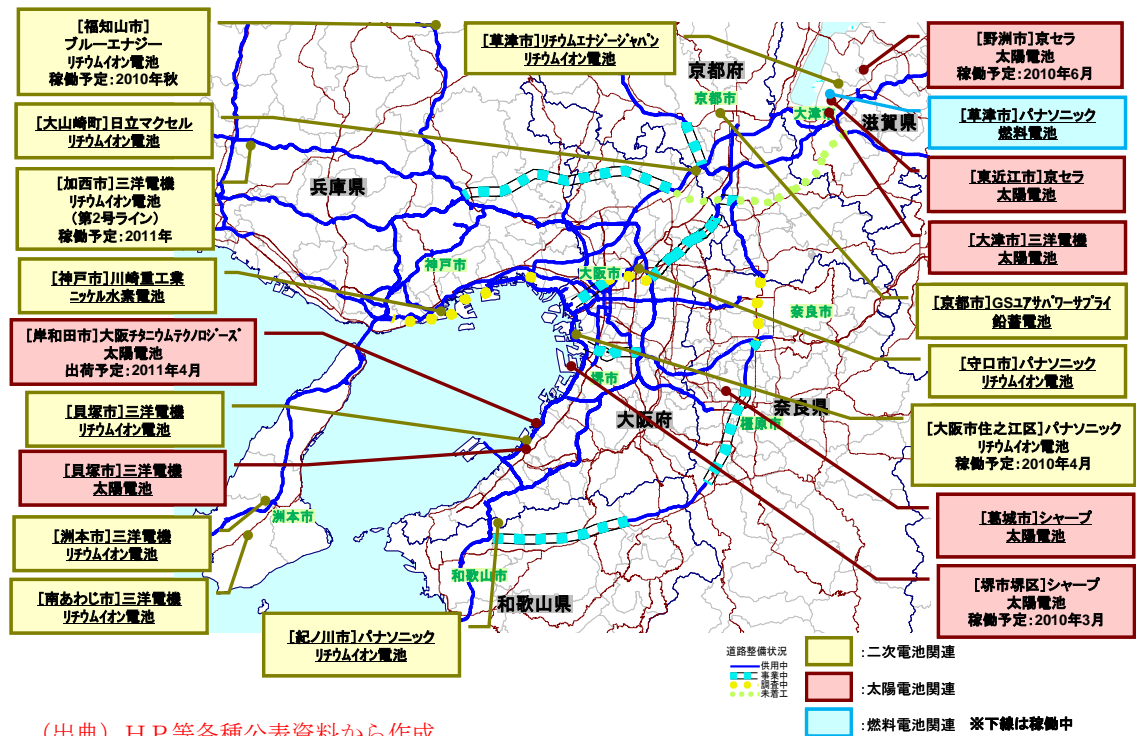 [福知山市]
ブルーエナジー
リチウムイオン電池
稼働予定:2010年秋
[大山崎町]日立マクセル
リチウムイオン電池
[加西市]三洋電機
リチウムイオン電池
(第2号ライン)
稼働予定:2011年
[神戸市]川崎重工業
ニッケル水素電池
[岸和田市]大阪チタニウムテクノロジーズ
太陽電池
出荷予定:2011年4月
[貝塚市]三洋電機
リチウムイオン電池
[貝塚市]三洋電機
太陽電池
[洲本市]三洋電機
リチウムイオン電池
[南あわじ市]三洋電機
リチウムイオン電池
[紀ノ川市]パナソニック
リチウムイオン電池
[草津市]リチウムエナジージャパン
リチウムイオン電池
[野洲市]京セラ
太陽電池
稼働予定:2010年6月
[草津市]パナソニック
燃料電池
[東近江市]京セラ
太陽電池
[大津市]三洋電機
太陽電池
[京都市]GSユアサパワーサプライ
鉛蓄電池
[守口市]パナソニック
リチウムイオン電池
[大阪市住之江区]パナソニック
リチウムイオン電池
稼働予定:2010年4月
[葛城市]シャープ
太陽電池
[堺市堺区]シャープ
太陽電池
稼働予定:2010年3月
京都府
京都市
大津
滋賀県
兵庫県
神戸市
大阪市
奈良市
堺市
大阪府
奈良県
橿原市
洲本市
和歌山市
和歌山県
道路整備状況
供用中
事業中
調査中
未着工
:二次電池関連
:太陽電池関連
:燃料電池関連 ※下線は稼働中
(出典)HP等各種公表資料から作成